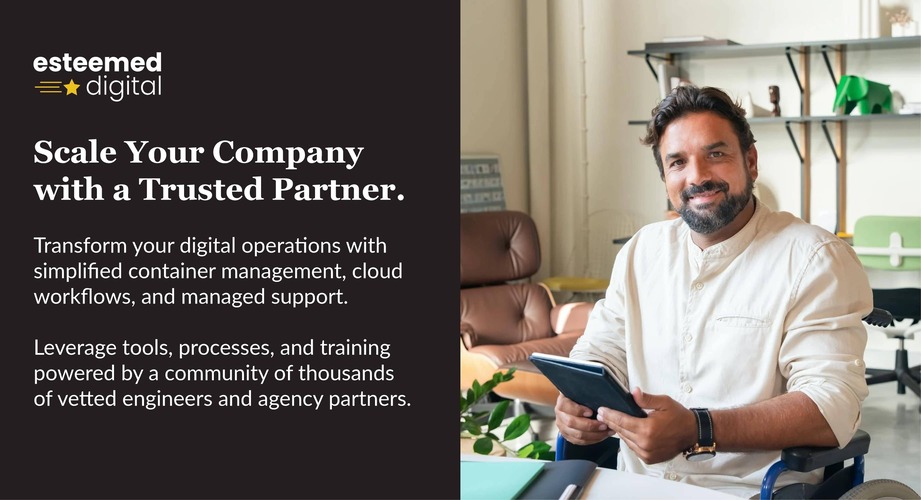 esteemed
digital
Scale Your Company
with a Trusted Partner.
Transform your digital operations with
simplified container management, cloud
workflows, and managed support.
Leverage tools, processes, and training
powered by a community of thousands
of vetted engineers and agency partners.